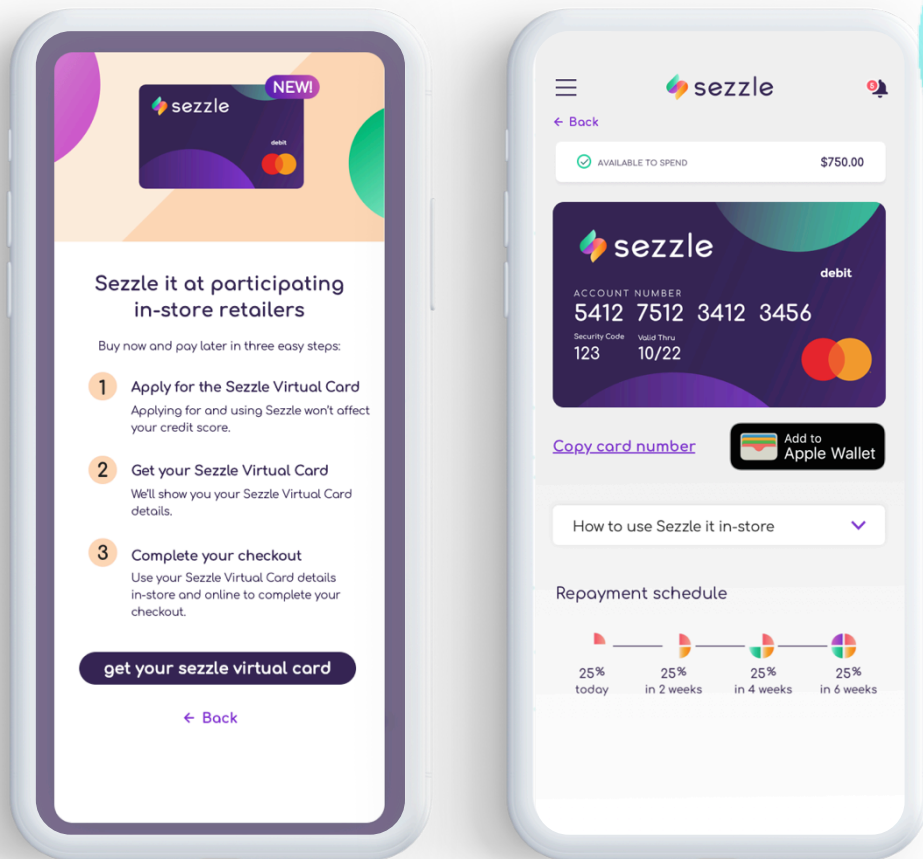 NEW!
sezzle
debit
Sezzle it at participating
in-store retailers
Buy now and pay later in three easy steps:
1
Apply for the Sezzle Virtual Card
Applying for and using Sezzle won't affect
your credit score.
2
Get your Sezzle Virtual Card
We'll show you your Sezzle Virtual Card
details.
3
Complete your checkout
Use your Sezzle Virtual Card details
in-store and online to complete your
checkout.
get your sezzle virtual card
← Back
sezzle
5
← Back
AVAILABLE TO SPEND $750.00
sezzle
debit
ACCOUNT NUMBER
5412 7512 3412 3456
Security Code Valid Thru
123 10/22
Copy card number
Add to
Apple Wallet
How to use Sezzle it in-store
Repayment schedule
25% 25% 25% 25%
today in 2 weeks in 4 weeks in 6 weeks